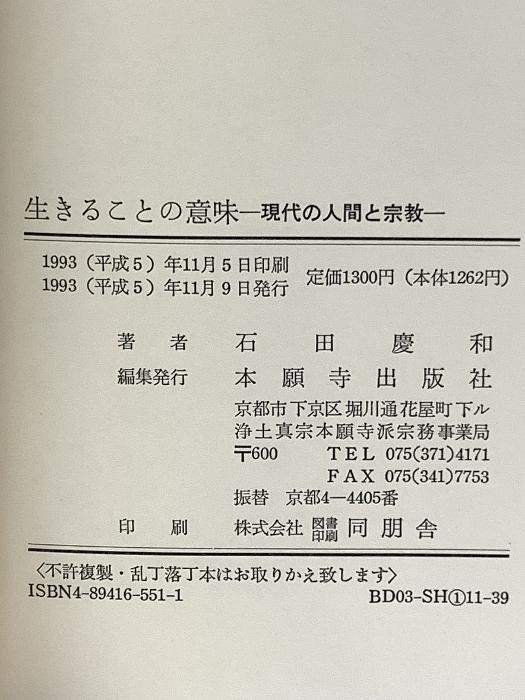 生きることの意味―現代の人間と宗教―
1993（平成5）年11月5日印刷
1993（平成5）年11月9日発行
定価1300円（本体1262円）
著者 石田慶和
編集発行 本願寺出版社
京都市下京区堀川通花屋町下ル
浄土真宗本願寺派宗務事業局
〒600 TEL 075(371)4171
FAX 075(341)7753
振替 京都4―4405番
印刷 株式会社 図書印刷 同朋舎
〈不許複製・乱丁落丁本はお取りかえ致します〉
ISBN4-89416-551-1 BD03-SH①11-39